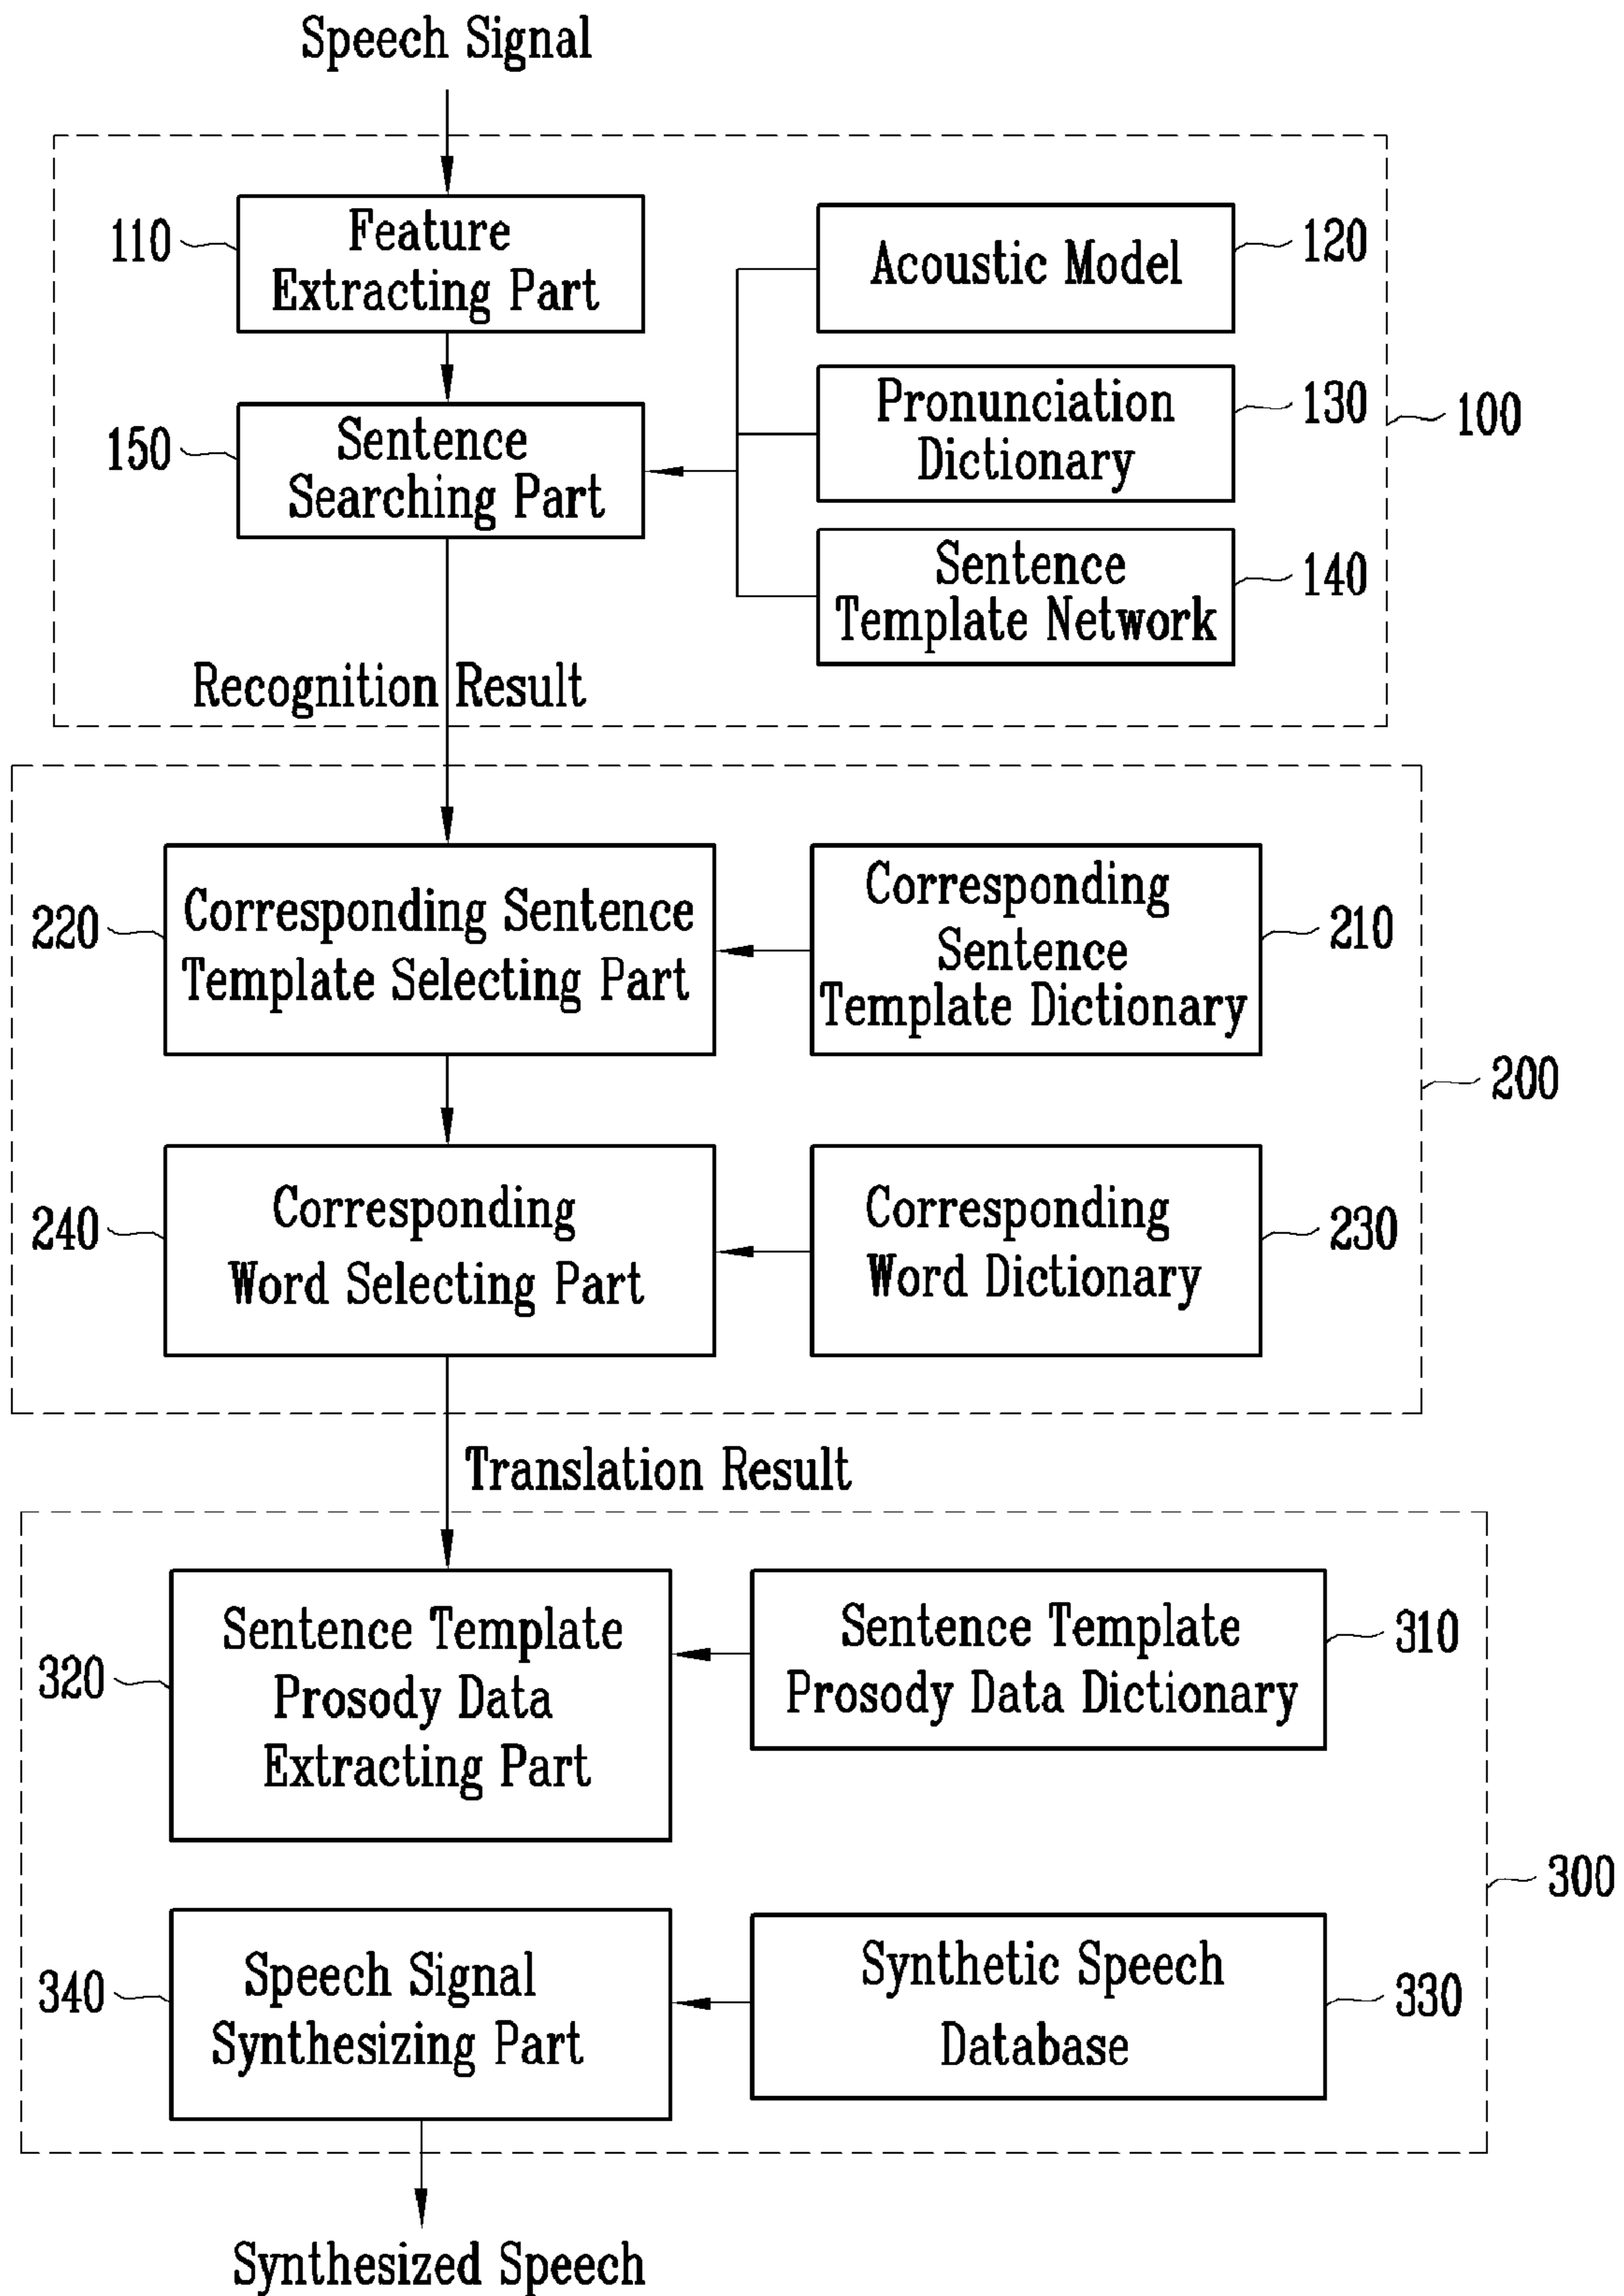 Speech Signal
110
Feature
Extracting Part
Acoustic Model
120
150
Sentence
Searching Part
Pronunciation
Dictionary
130
100
Sentence
Template Network
140
Recognition Result
220
Corresponding Sentence
Template Selecting Part
Corresponding
Sentence
Template Dictionary
210
200
240
Corresponding
Word Selecting Part
Corresponding
Word Dictionary
230
Translation Result
320
Sentence Template
Prosody Data
Extracting Part
Sentence Template
Prosody Data Dictionary
310
300
340
Speech Signal
Synthesizing Part
Synthetic Speech
Database
330
Synthesized Speech